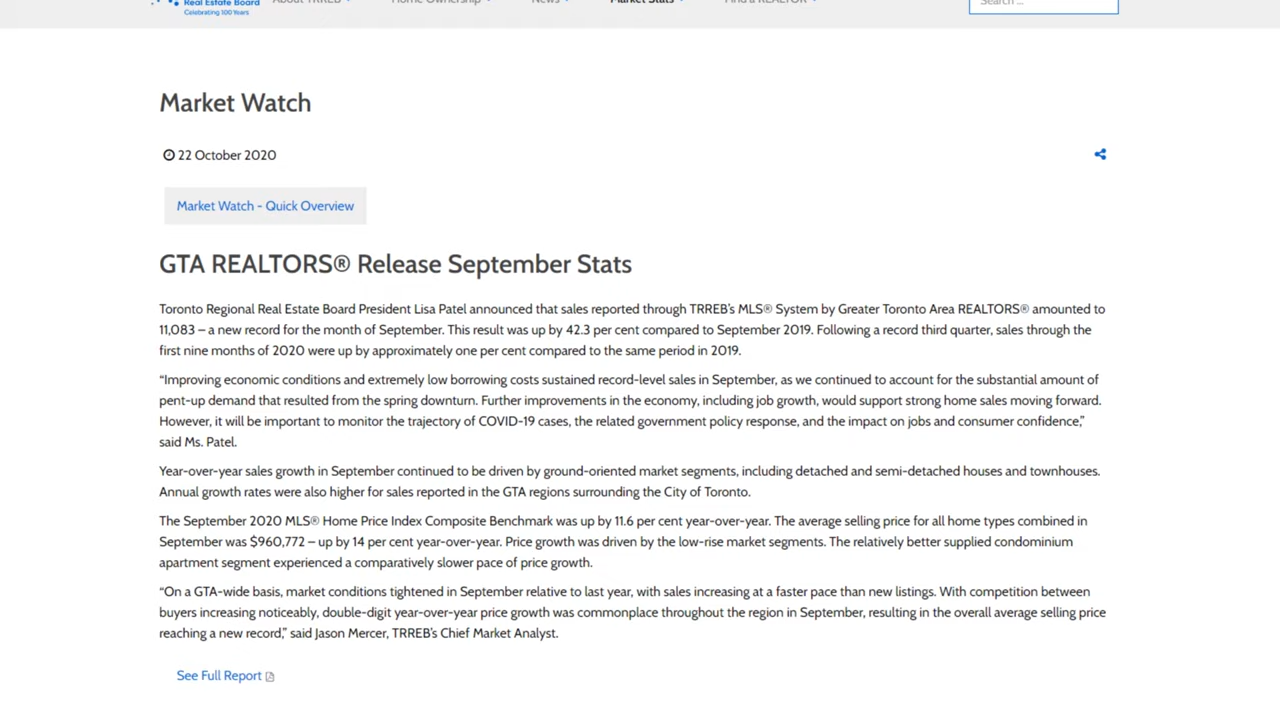 Real Estate Board
Celebrating 100 Years
About TRREB
Home Ownership
News
Market Stats
Find a REALTOR
Search ...
Market Watch
22 October 2020
Market Watch - Quick Overview
GTA REALTORS® Release September Stats
Toronto Regional Real Estate Board President Lisa Patel announced that sales reported through TRREB's MLS® System by Greater Toronto Area REALTORS® amounted to
11,083 – a new record for the month of September. This result was up by 42.3 per cent compared to September 2019. Following a record third quarter, sales through the
first nine months of 2020 were up by approximately one per cent compared to the same period in 2019.
“Improving economic conditions and extremely low borrowing costs sustained record-level sales in September, as we continued to account for the substantial amount of
pent-up demand that resulted from the spring downturn. Further improvements in the economy, including job growth, would support strong home sales moving forward.
However, it will be important to monitor the trajectory of COVID-19 cases, the related government policy response, and the impact on jobs and consumer confidence,”
said Ms. Patel.
Year-over-year sales growth in September continued to be driven by ground-oriented market segments, including detached and semi-detached houses and townhouses.
Annual growth rates were also higher for sales reported in the GTA regions surrounding the City of Toronto.
The September 2020 MLS® Home Price Index Composite Benchmark was up by 11.6 per cent year-over-year. The average selling price for all home types combined in
September was $960,772 – up by 14 per cent year-over-year. Price growth was driven by the low-rise market segments. The relatively better supplied condominium
apartment segment experienced a comparatively slower pace of price growth.
“On a GTA-wide basis, market conditions tightened in September relative to last year, with sales increasing at a faster pace than new listings. With competition between
buyers increasing noticeably, double-digit year-over-year price growth was commonplace throughout the region in September, resulting in the overall average selling price
reaching a new record,” said Jason Mercer, TRREB's Chief Market Analyst.
See Full Report